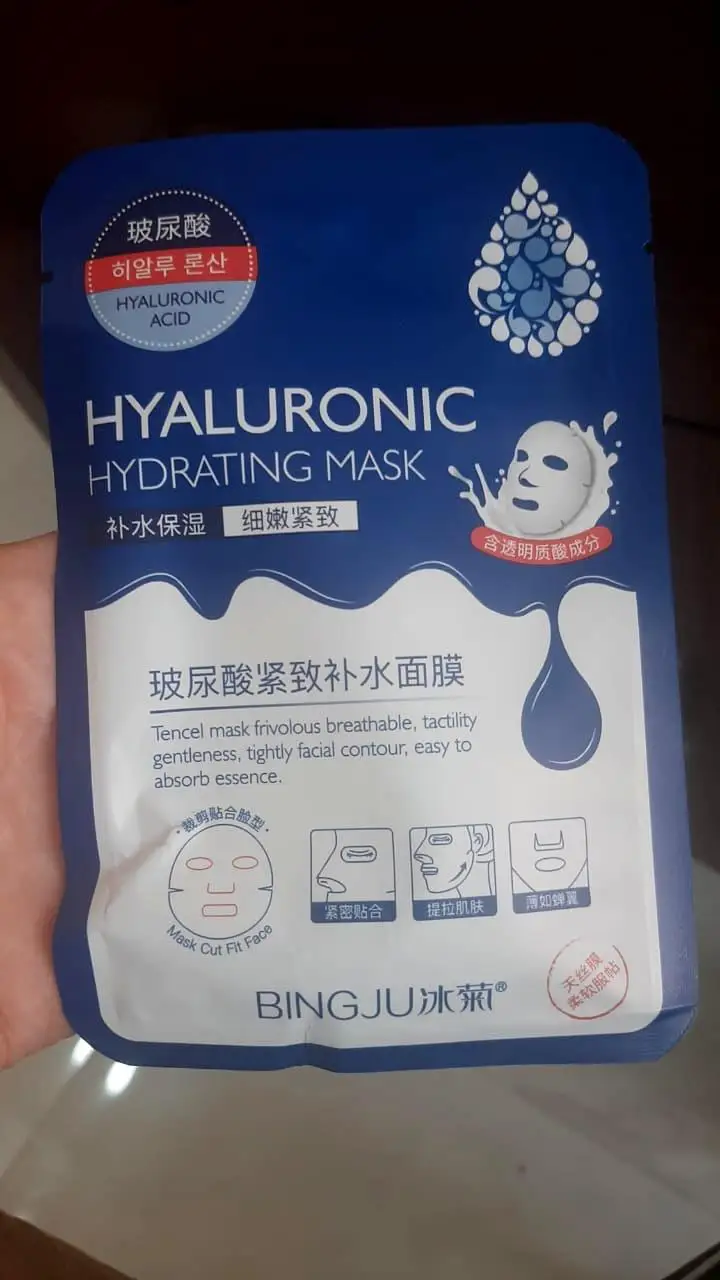 玻尿酸
히알루 론산
HYALURONIC
ACID
HYALURONIC
HYDRATING MASK
补水保湿 细嫩紧致
含透明质酸成分
玻尿酸紧致补水面膜
Tencel mask frivolous breathable, tactility
gentleness, tightly facial contour, easy to
absorb essence.
裁剪贴合脸型
Mask Cut Fit Face
紧密贴合
提拉肌肤
薄如蝉翼
BINGJU冰菊®
天丝膜
柔软服帖